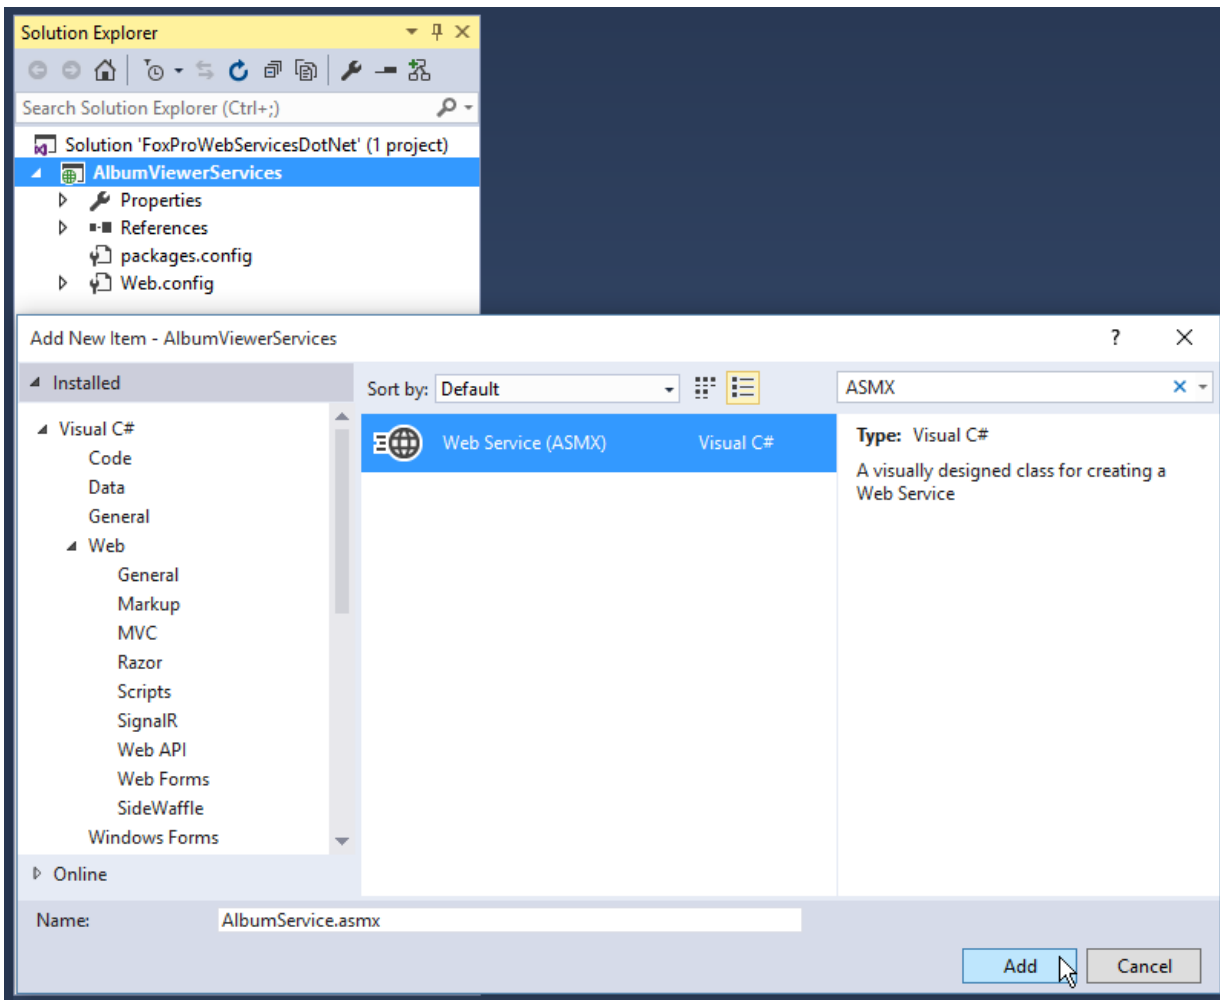 Solution Explorer
Search Solution Explorer (Ctrl+;)
Solution 'FoxProWebServicesDotNet' (1 project)
AlbumViewerServices
Properties
References
packages.config
Web.config
Add New Item - AlbumViewerServices
?
Installed
Sort by: Default
ASMX
Visual C#
Code
Data
General
Web
General
Markup
MVC
Razor
Scripts
SignalR
Web API
Web Forms
SideWaffle
Windows Forms
Online
Web Service (ASMX) Visual C#
Type: Visual C#
A visually designed class for creating a
Web Service
Name: AlbumService.asmx
Add Cancel